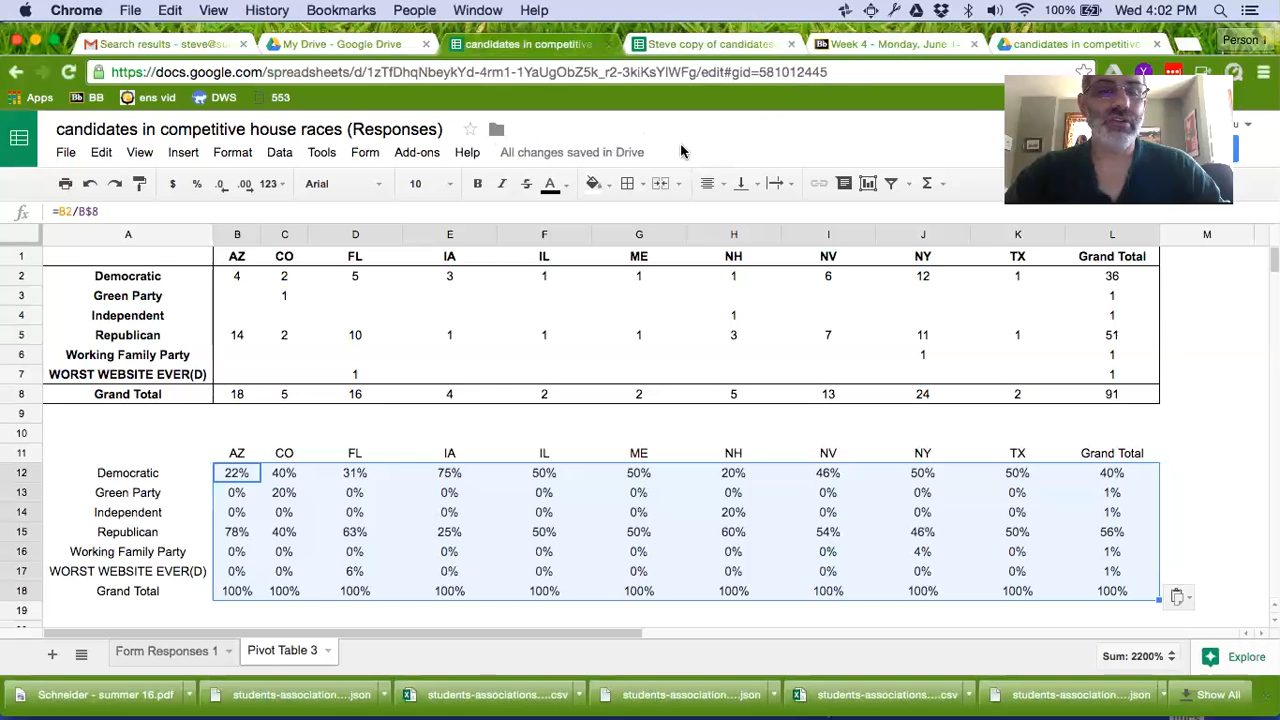 Chrome File Edit View History Bookmarks People Window Help 100% Wed 4:02 PM
Search results - steve@su × My Drive - Google Drive × candidates in competitive × Steve copy of candidates × Bb Week 4 - Monday, June 1 × candidates in competitive × Person 1
https://docs.google.com/spreadsheets/d/1zTfDhqNbeykYd-4rm1-1YaUgObZ5k_r2-3kiKsYlWFg/edit#gid=581012445
Apps Bb BB ens vid DWS 553
candidates in competitive house races (Responses)
File Edit View Insert Format Data Tools Form Add-ons Help All changes saved in Drive
$ % .0 .00 123 Arial 10 B I S A Σ
fx =B2/B$8
A B C D E F G H I J K L M
1 AZ CO FL IA IL ME NH NV NY TX Grand Total
2 Democratic 4 2 5 3 1 1 1 6 12 1 36
3 Green Party 1 1
4 Independent 1 1
5 Republican 14 2 10 1 1 1 3 7 11 1 51
6 Working Family Party 1 1
7 WORST WEBSITE EVER(D) 1 1
8 Grand Total 18 5 16 4 2 2 5 13 24 2 91
9
10
11 AZ CO FL IA IL ME NH NV NY TX Grand Total
12 Democratic 22% 40% 31% 75% 50% 50% 20% 46% 50% 50% 40%
13 Green Party 0% 20% 0% 0% 0% 0% 0% 0% 0% 0% 1%
14 Independent 0% 0% 0% 0% 0% 0% 20% 0% 0% 0% 1%
15 Republican 78% 40% 63% 25% 50% 50% 60% 54% 46% 50% 56%
16 Working Family Party 0% 0% 0% 0% 0% 0% 0% 0% 4% 0% 1%
17 WORST WEBSITE EVER(D) 0% 0% 6% 0% 0% 0% 0% 0% 0% 0% 1%
18 Grand Total 100% 100% 100% 100% 100% 100% 100% 100% 100% 100% 100%
19
Form Responses 1 Pivot Table 3 Sum: 2200% Explore
Schneider - summer 16.pdf students-association....json students-associations....csv students-association....json students-associations....csv students-association....json Show All